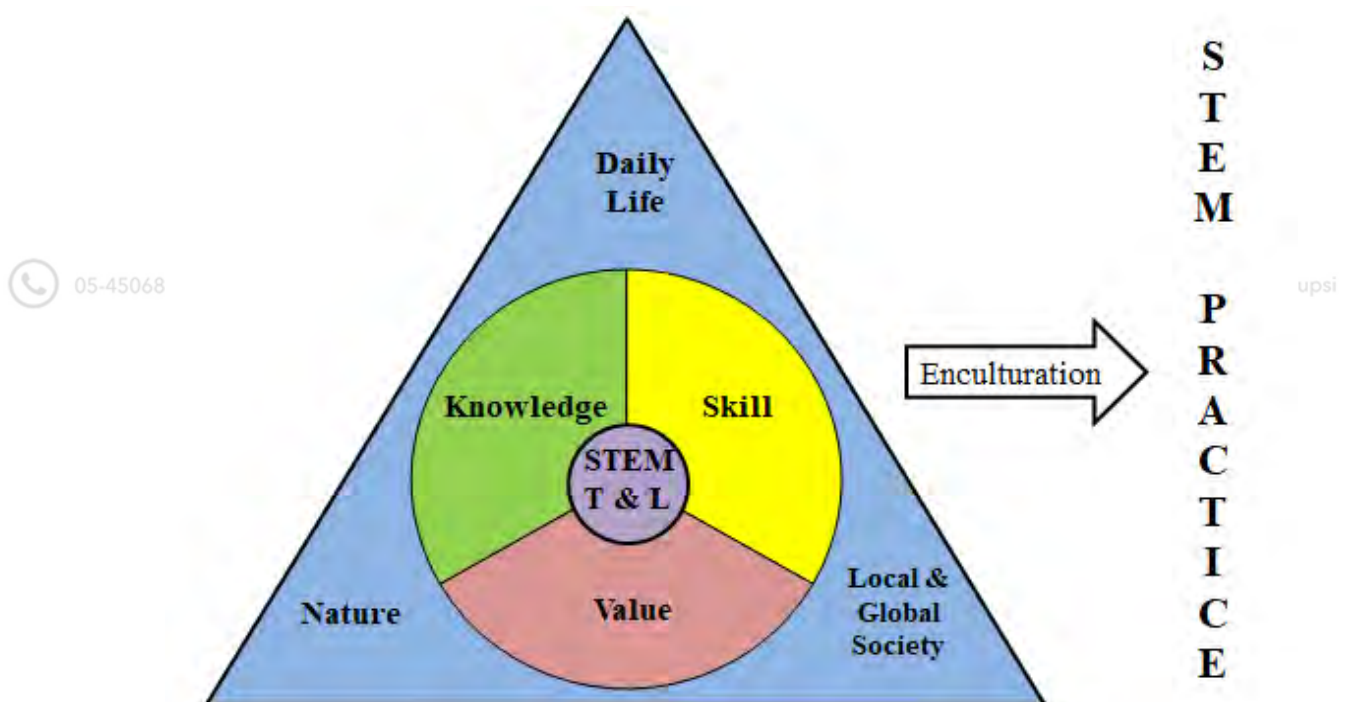 Daily
Life
Knowledge
Skill
STEM
T & L
Nature
Value
Local &
Global
Society
Enculturation
S
T
E
M
P
R
A
C
T
I
C
E
05-45068
upsi